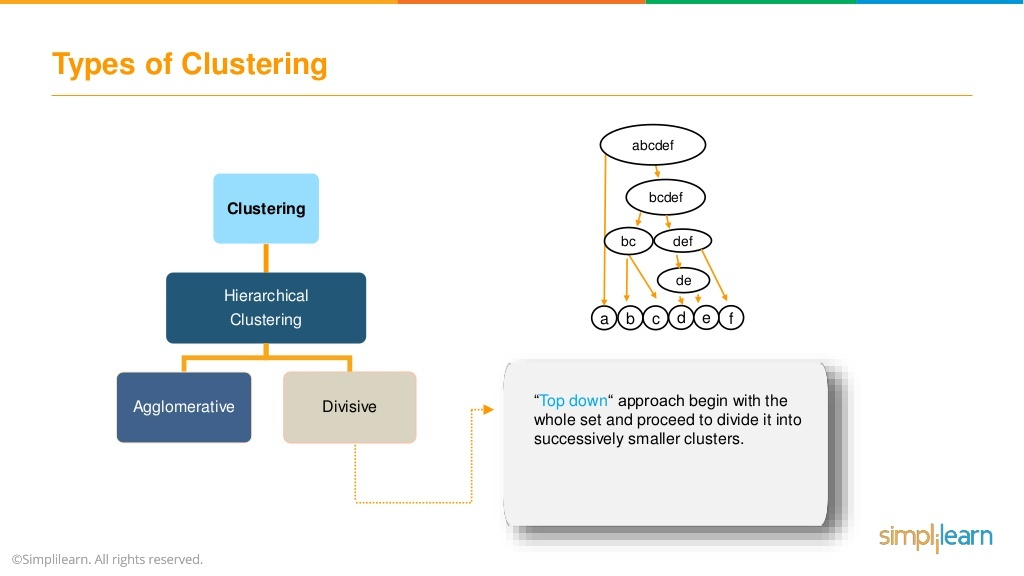 Types of Clustering
abcdef
bcdef
bc
def
de
a b c d e f
Clustering
Hierarchical
Clustering
Agglomerative
Divisive
“Top down“ approach begin with the
whole set and proceed to divide it into
successively smaller clusters.
simplilearn
©Simplilearn. All rights reserved.